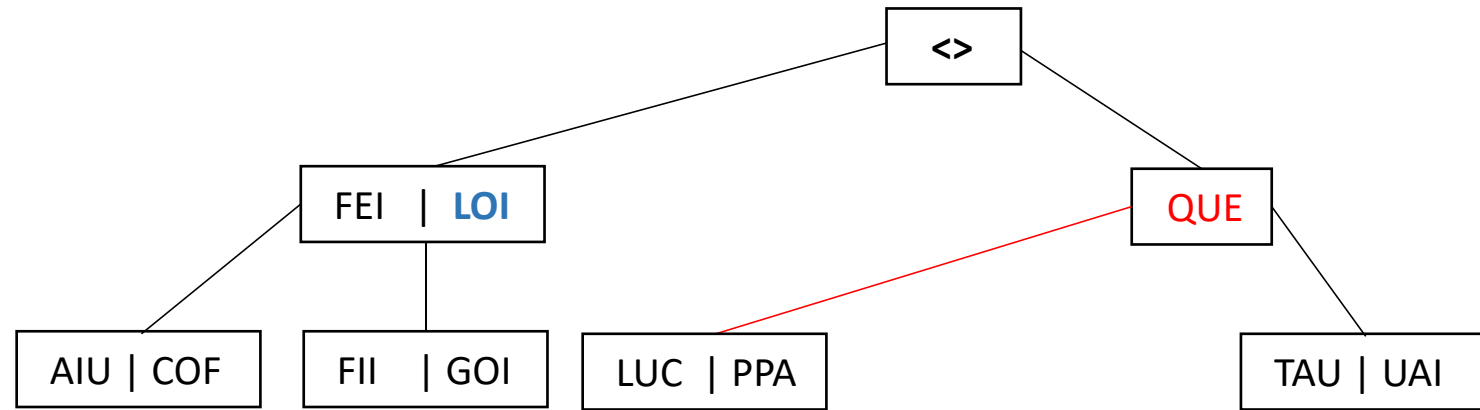 <>
FEI | LOI
QUE
AIU | COF
FII | GOI
LUC | PPA
TAU | UAI